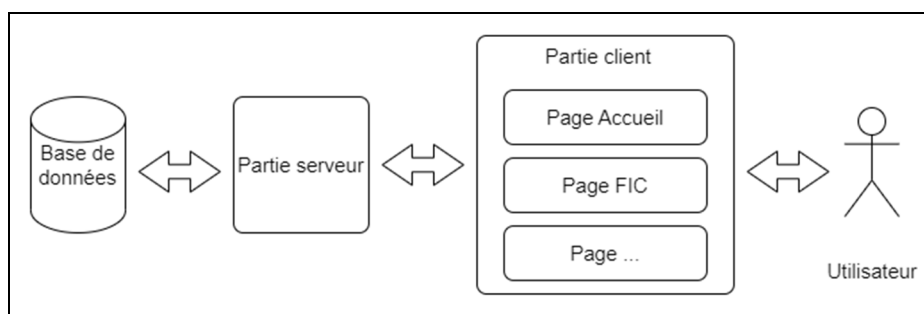 Base de
données
Partie serveur
Partie client
Page Accueil
Page FIC
Page ...
Utilisateur